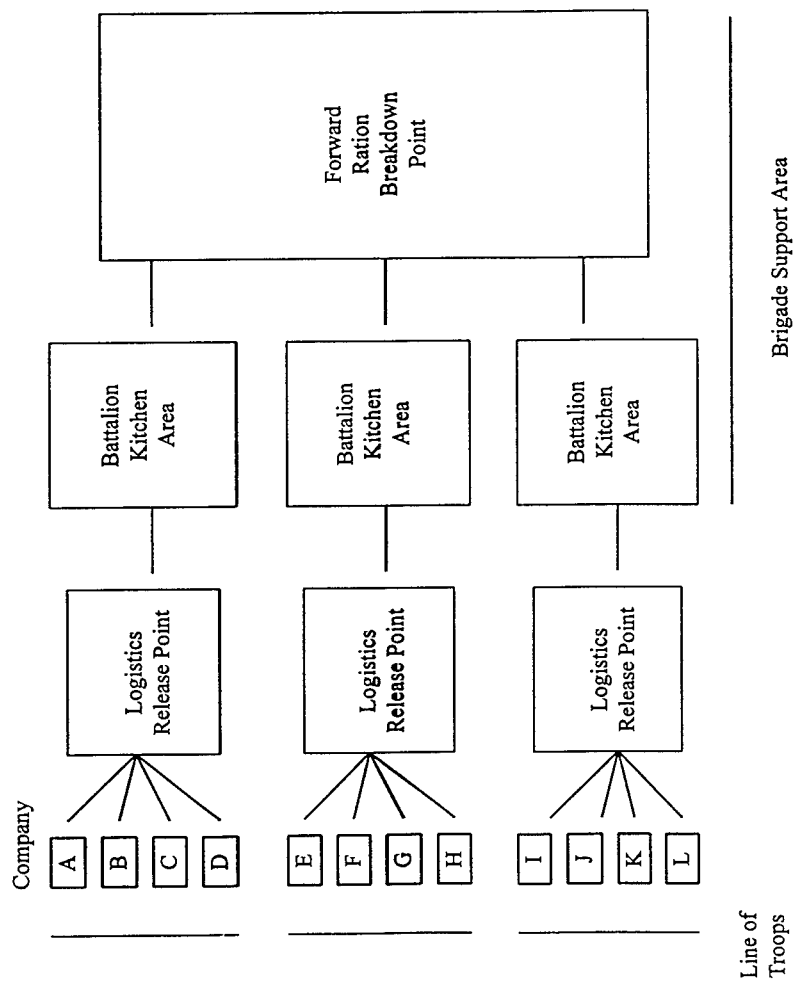 Company
A
B
C
D
E
F
G
H
I
J
K
L
Line of
Troops
Logistics
Release Point
Logistics
Release Point
Logistics
Release Point
Battalion
Kitchen
Area
Battalion
Kitchen
Area
Battalion
Kitchen
Area
Forward
Ration
Breakdown
Point
Brigade Support Area